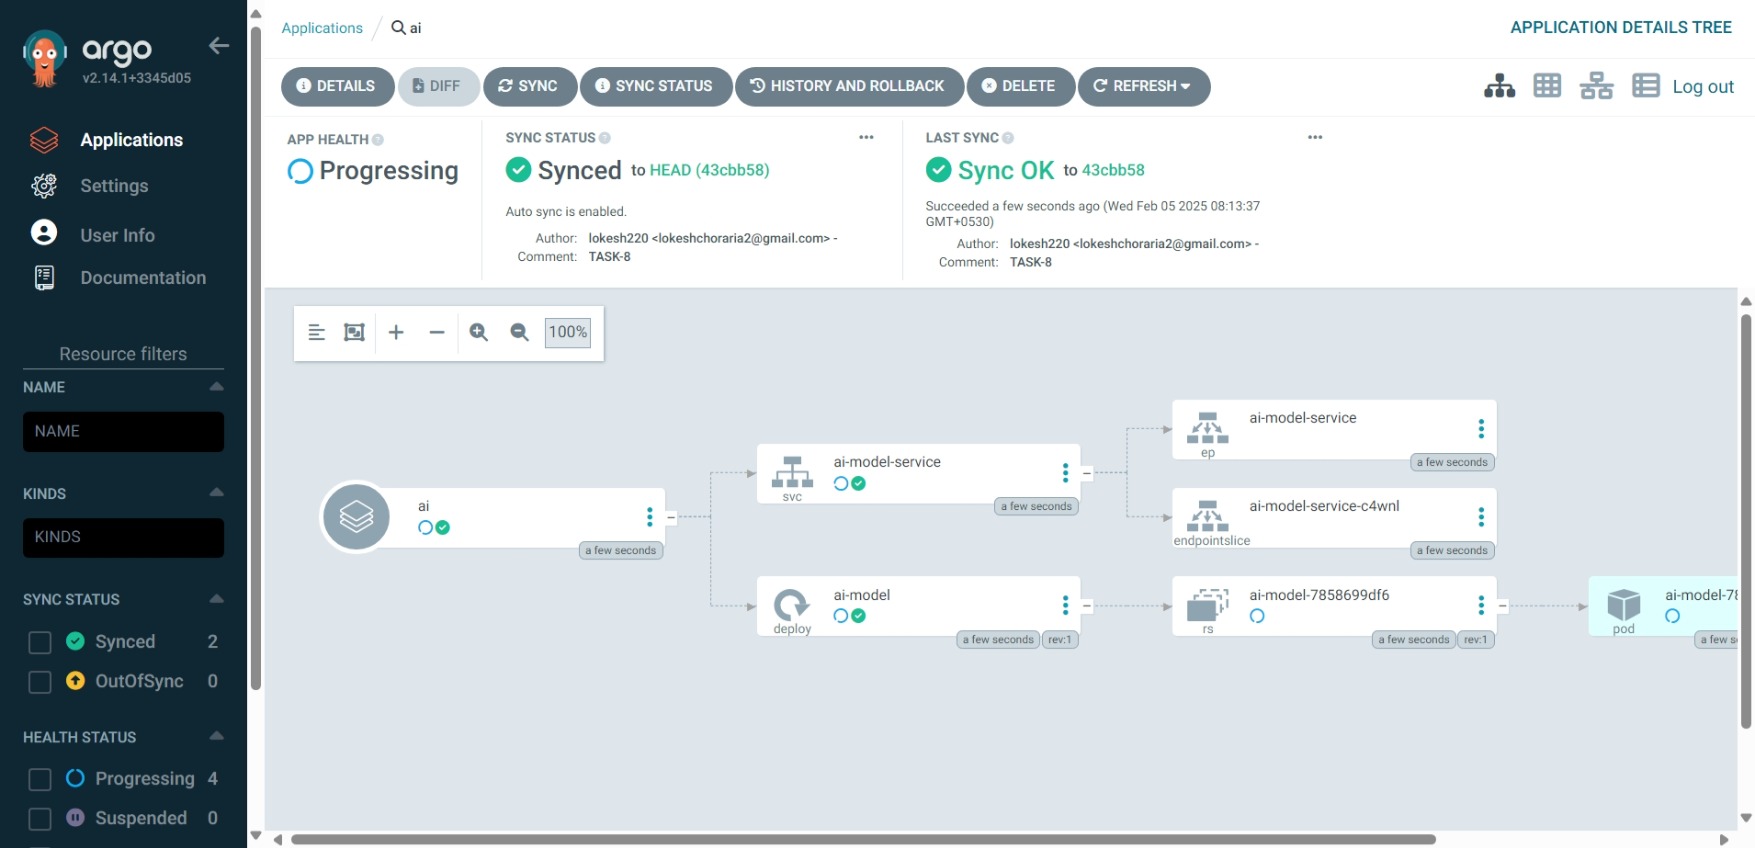 argo
v2.14.1+3345d05
Applications
Settings
User Info
Documentation
Resource filters
NAME
NAME
KINDS
KINDS
SYNC STATUS
Synced 2
OutOfSync 0
HEALTH STATUS
Progressing 4
Suspended 0
Applications / ai
APPLICATION DETAILS TREE
DETAILS
DIFF
SYNC
SYNC STATUS
HISTORY AND ROLLBACK
DELETE
REFRESH
Log out
APP HEALTH
Progressing
SYNC STATUS
Synced to HEAD (43cbb58)
Auto sync is enabled.
Author: lokesh220 <lokeshchoraria2@gmail.com> -
Comment: TASK-8
LAST SYNC
Sync OK to 43cbb58
Succeeded a few seconds ago (Wed Feb 05 2025 08:13:37
GMT+0530)
Author: lokesh220 <lokeshchoraria2@gmail.com> -
Comment: TASK-8
100%
ai
a few seconds
ai-model-service
svc
a few seconds
ai-model
deploy
a few seconds
rev:1
ai-model-service
ep
a few seconds
ai-model-service-c4wnl
endpointslice
a few seconds
ai-model-7858699df6
rs
a few seconds
rev:1
ai-model-78
pod
a few s